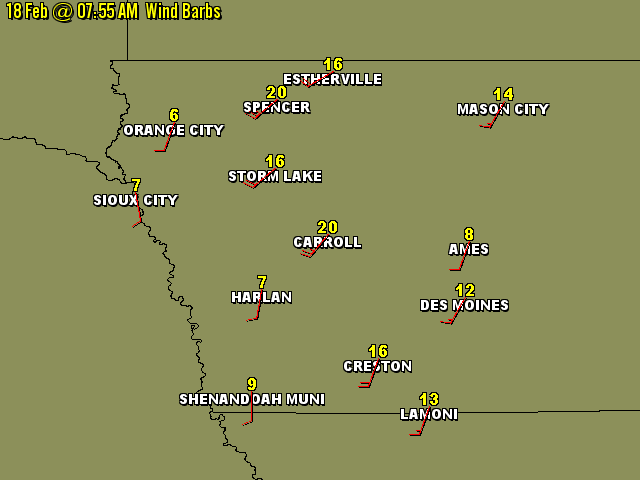 18 Feb @ 07:55 AM Wind Barbs
16
ESTHERVILLE
20
SPENCER
14
MASON CITY
6
ORANGE CITY
16
STORM LAKE
7
SIOUX CITY
20
CARROLL
8
AMES
7
HARLAN
12
DES MOINES
16
CRESTON
9
SHENANDOAH MUNI
13
LAMONI